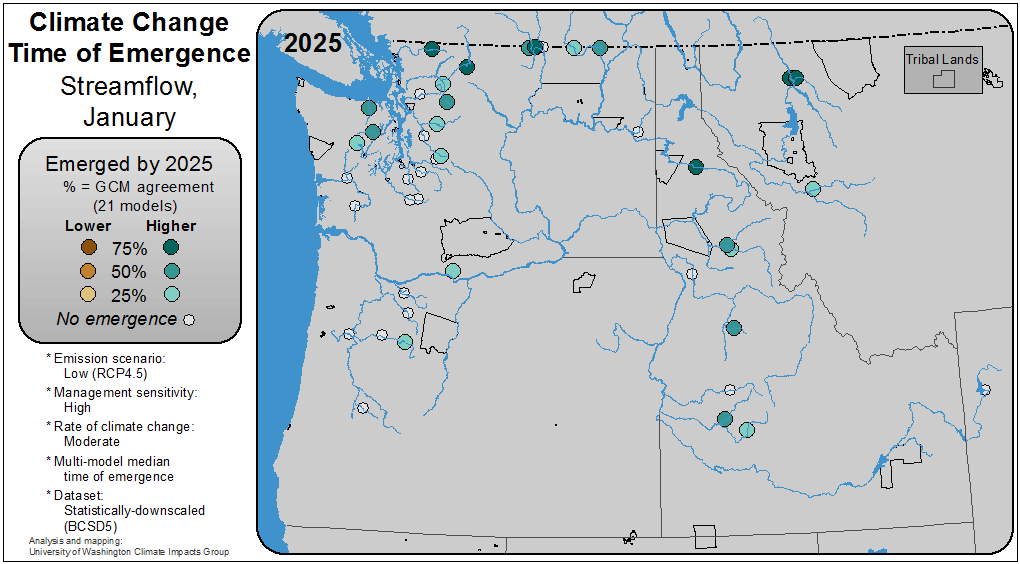 Climate Change
Time of Emergence
Streamflow,
January
Emerged by 2025
% = GCM agreement
(21 models)
Lower Higher
75%
50%
25%
No emergence
* Emission scenario:
Low (RCP4.5)
* Management sensitivity:
High
* Rate of climate change:
Moderate
* Multi-model median
time of emergence
* Dataset:
Statistically-downscaled
(BCSD5)
Analysis and mapping:
University of Washington Climate Impacts Group
2025
Tribal Lands